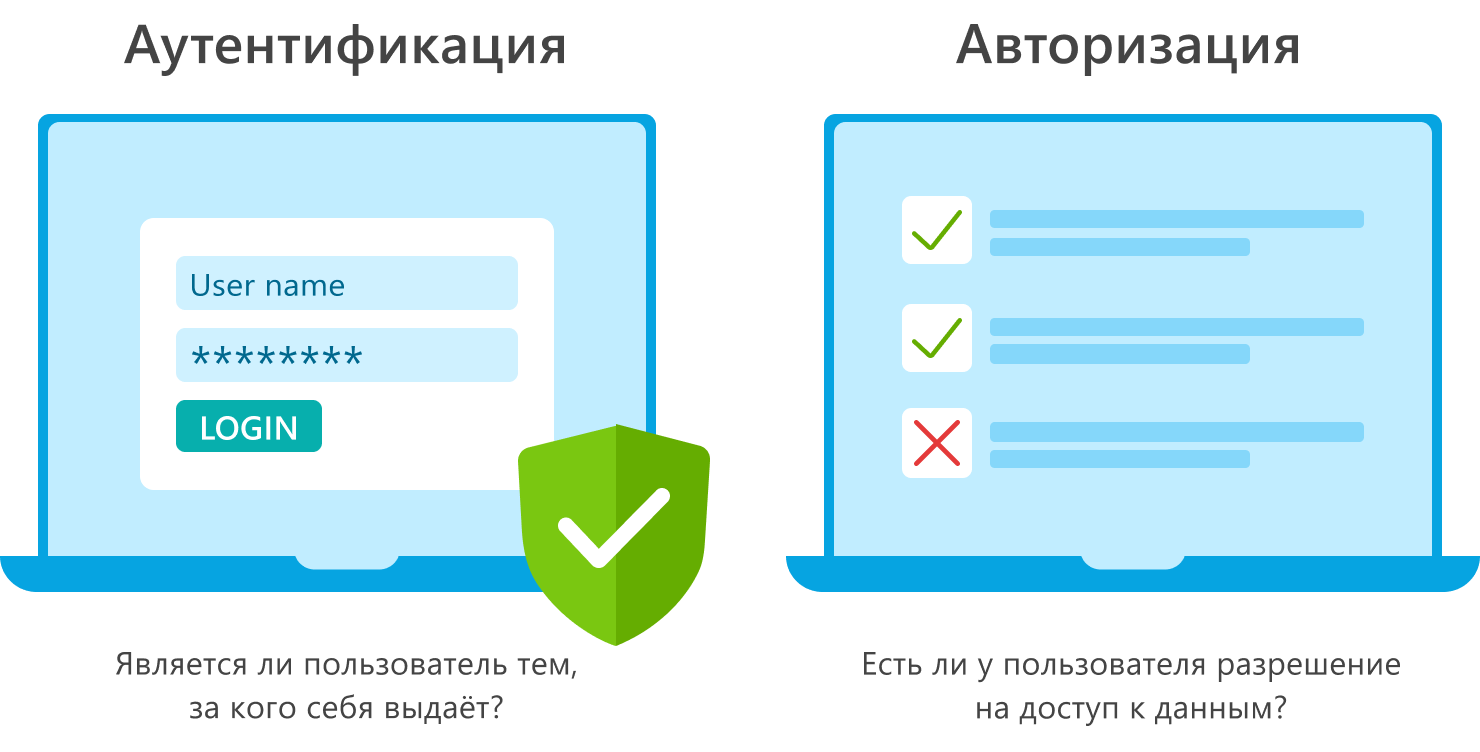 Аутентификация
User name
********
LOGIN
Является ли пользователь тем,
за кого себя выдаёт?
Авторизация
Есть ли у пользователя разрешение
на доступ к данным?